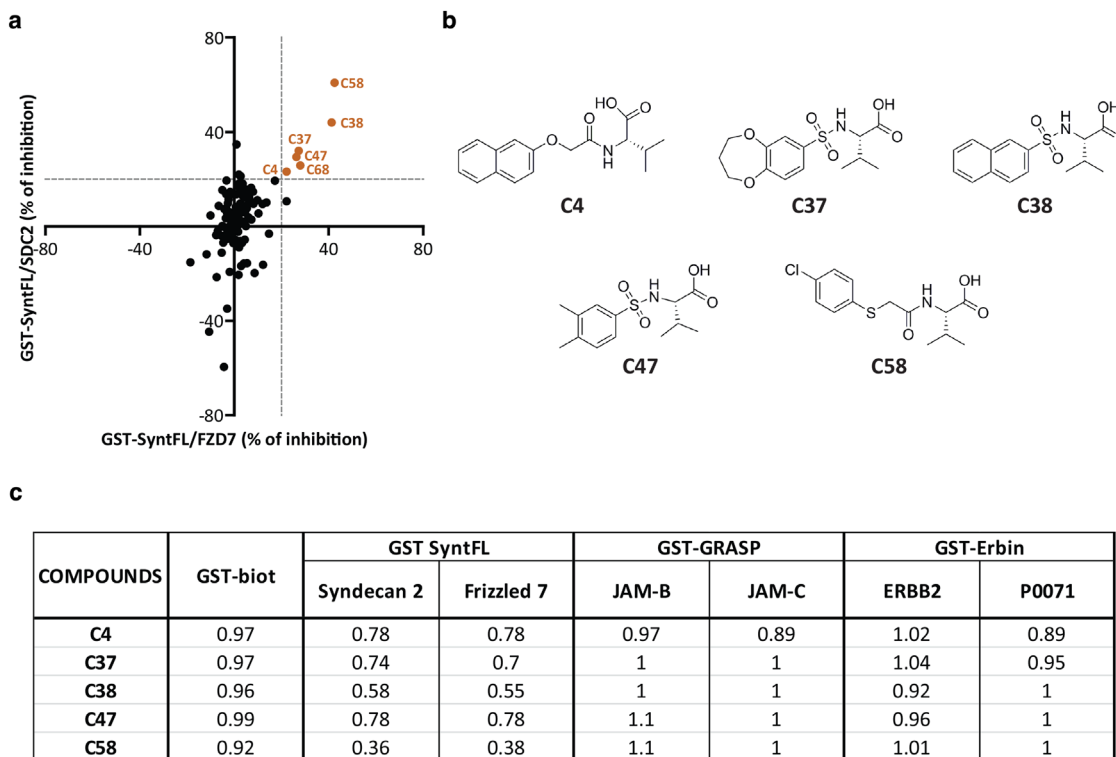 a
80
C58
C38
40
C37
C47
C4
C68
-80
-40
40
80
-40
-80
GST-SyntFL/SDC2 (% of inhibition)
GST-SyntFL/FZD7 (% of inhibition)
b
HO
O
O
O
N
H
C4
O
O
O
S
O
H
N
OH
O
C37
O
S
O
H
N
OH
C38
O
S
O
H
N
OH
O
C47
Cl
S
O
H
N
OH
O
C58
c
COMPOUNDS GST-biot GST SyntFL GST-GRASP GST-Erbin
Syndecan 2 Frizzled 7 JAM-B JAM-C ERBB2 P0071
C4 0.97 0.78 0.78 0.97 0.89 1.02 0.89
C37 0.97 0.74 0.7 1 1 1.04 0.95
C38 0.96 0.58 0.55 1 1 0.92 1
C47 0.99 0.78 0.78 1.1 1 0.96 1
C58 0.92 0.36 0.38 1.1 1 1.01 1